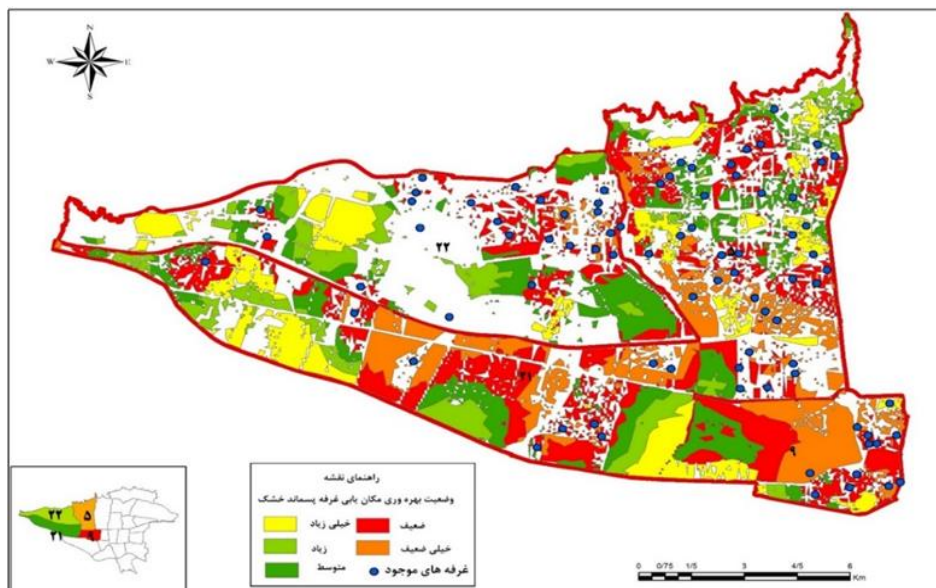 N
W E
S
۲۲
۵
۲۱
۹
۲۲ ۵
۲۱ ۹
راهنمای نقشه
وضعیت بهره وری مکان یابی غرفه پسماند خشک
خیلی زیاد
ضعیف
زیاد
خیلی ضعیف
متوسط
غرفه های موجود
0 0/75 1/5 3 4/5 6
Km